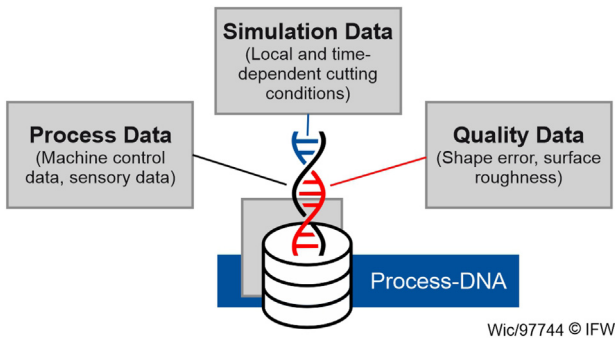 Simulation Data
(Local and time-
dependent cutting
conditions)
Process Data
(Machine control
data, sensory data)
Quality Data
(Shape error, surface
roughness)
Process-DNA
Wic/97744 © IFW